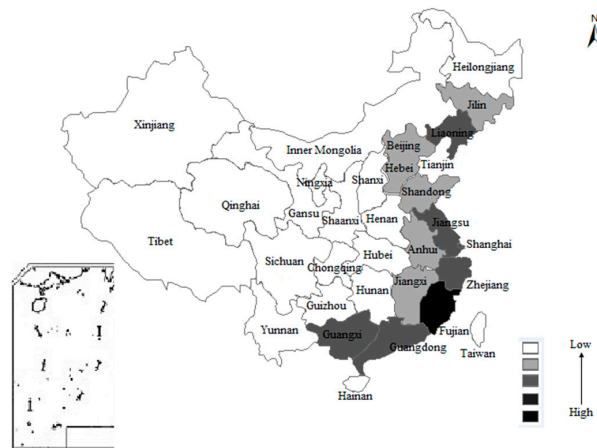 N
Heilongjiang
Jilin
Liaoning
Xinjiang
Beijing
Inner Mongolia
Tianjin
Hebei
Ningxia
Shanxi
Shandong
Qinghai
Gansu
Shaanxi
Henan
Jiangsu
Tibet
Anhui
Shanghai
Hubei
Sichuan
Chongqing
Jiangxi
Zhejiang
Hunan
Guizhou
Yunnan
Guangxi
Fujian
Guangdong
Taiwan
Hainan
Low
High